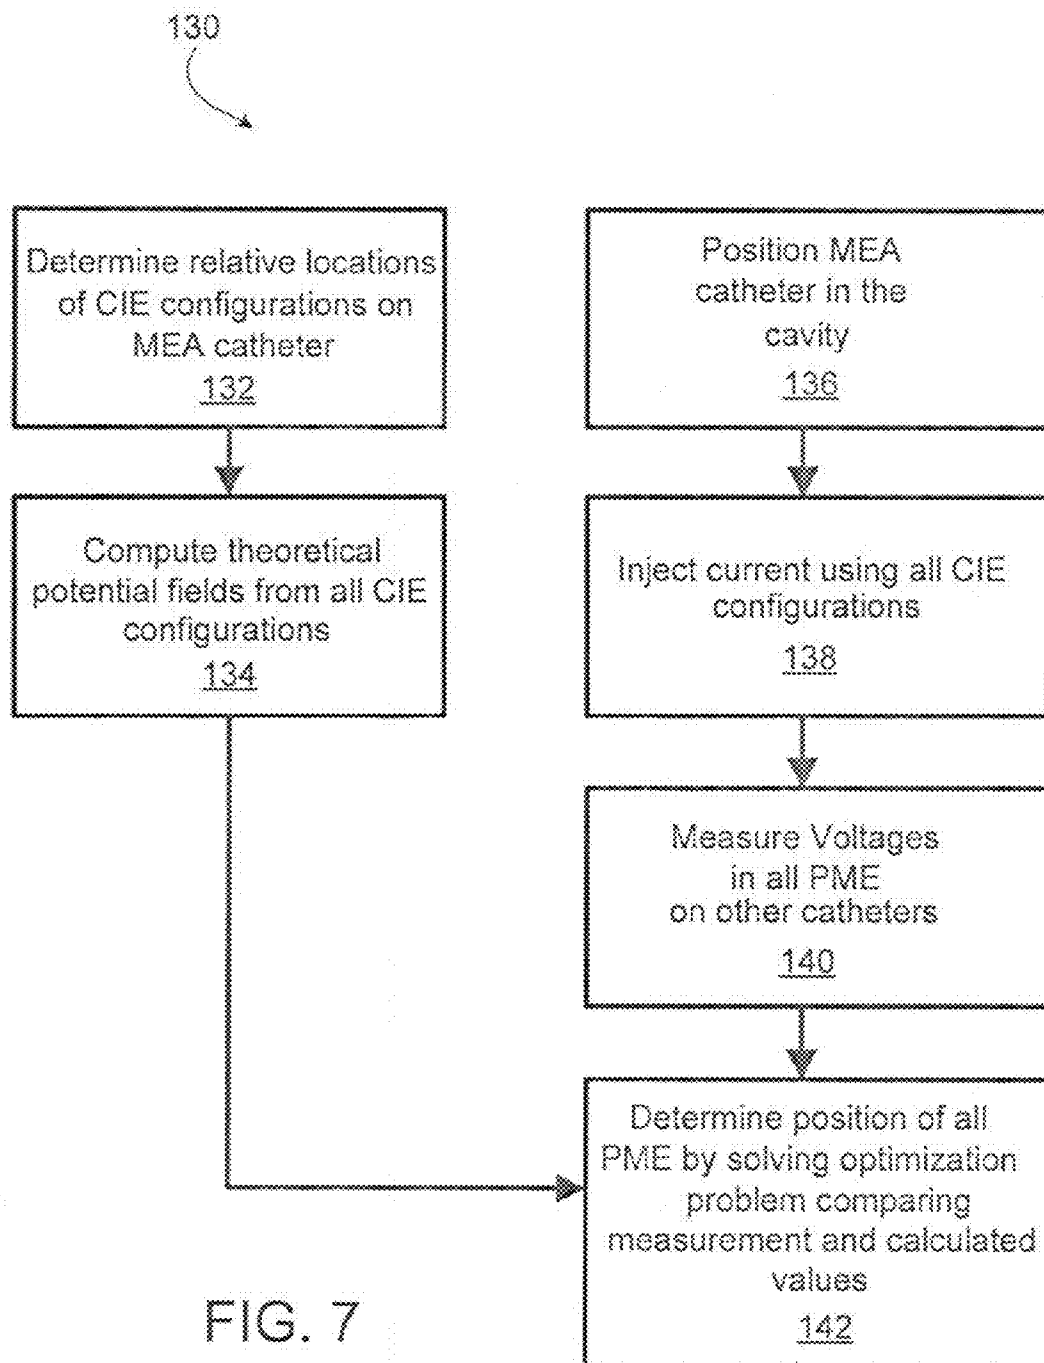 130
Determine relative locations
of CIE configurations on
MEA catheter
132
Compute theoretical
potential fields from all CIE
configurations
134
Position MEA
catheter in the
cavity
136
Inject current using all CIE
configurations
138
Measure Voltages
in all PME
on other catheters
140
Determine position of all
PME by solving optimization
problem comparing
measurement and calculated
values
142
FIG. 7